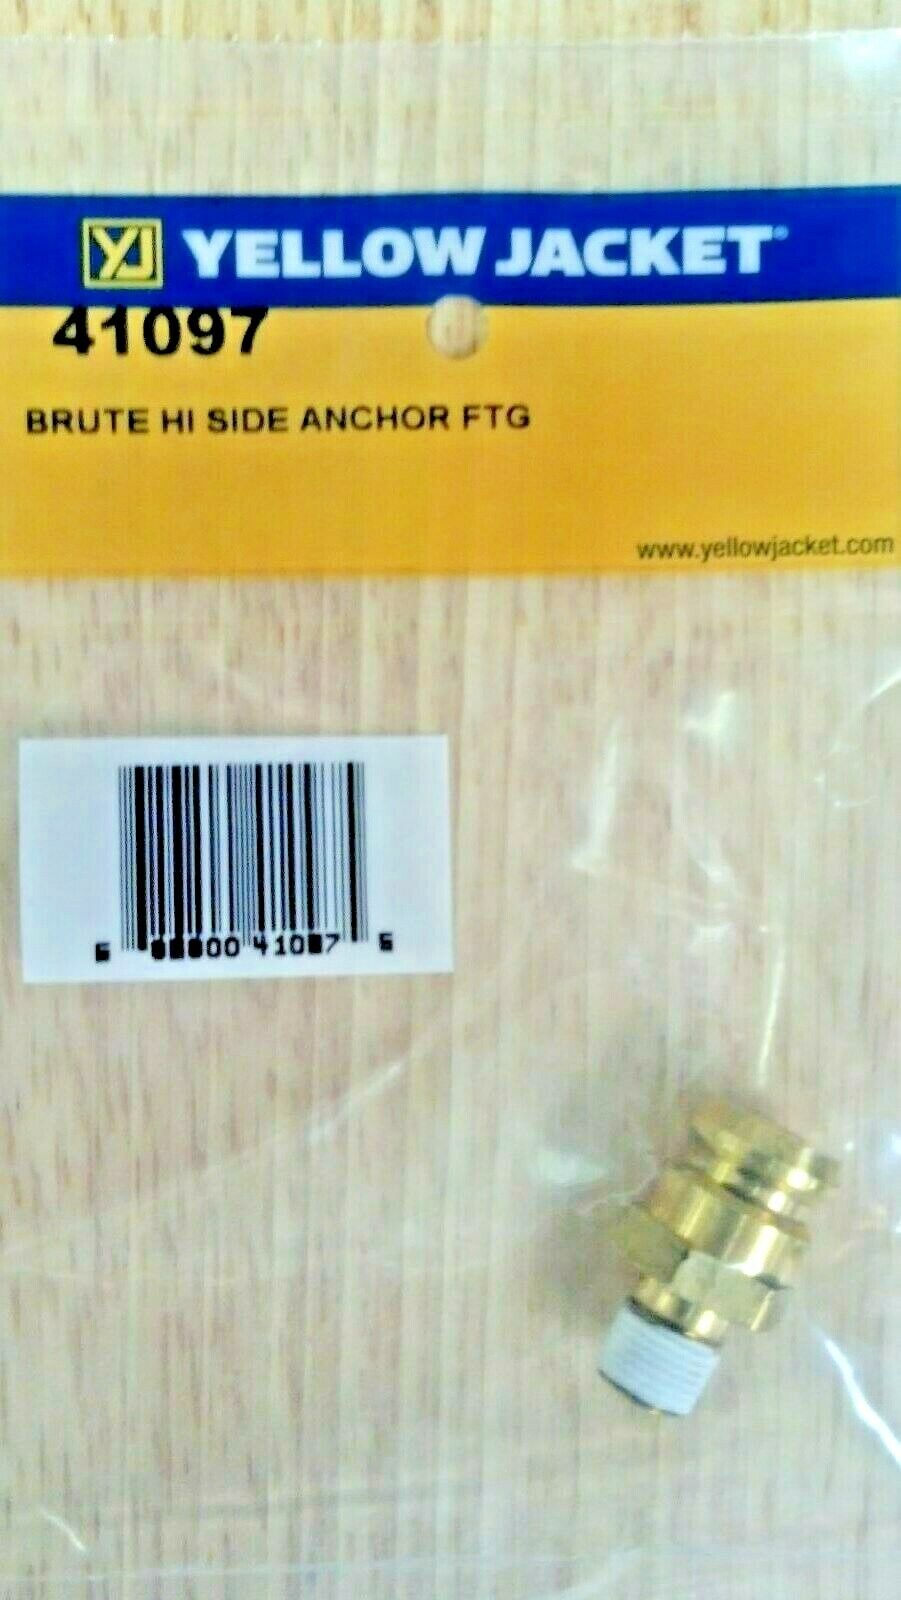 YJ YELLOW JACKET®
41097
BRUTE HI SIDE ANCHOR FTG
www.yellowjacket.com